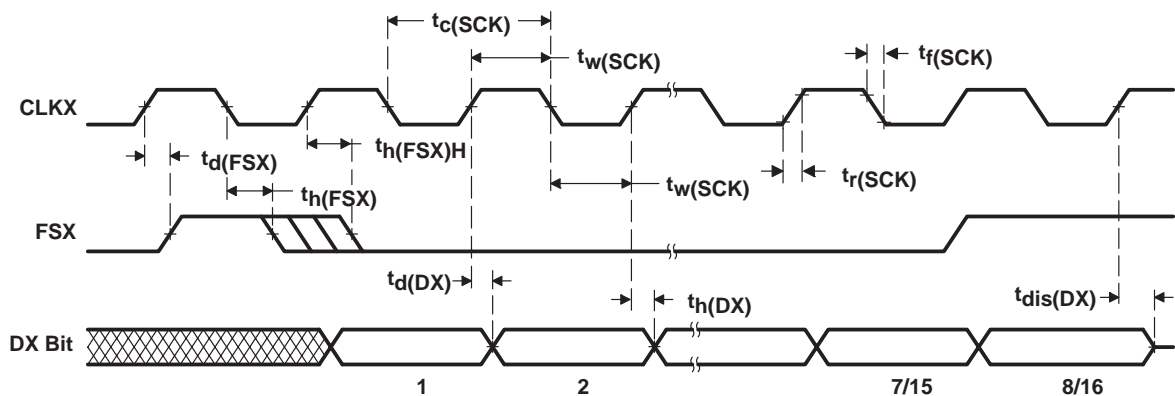 tc(SCK)
tw(SCK)
tf(SCK)
CLKX
td(FSX)
th(FSX)H
th(FSX)
tw(SCK)
tr(SCK)
FSX
td(DX)
th(DX)
tdis(DX)
DX Bit
1 2 7/15 8/16